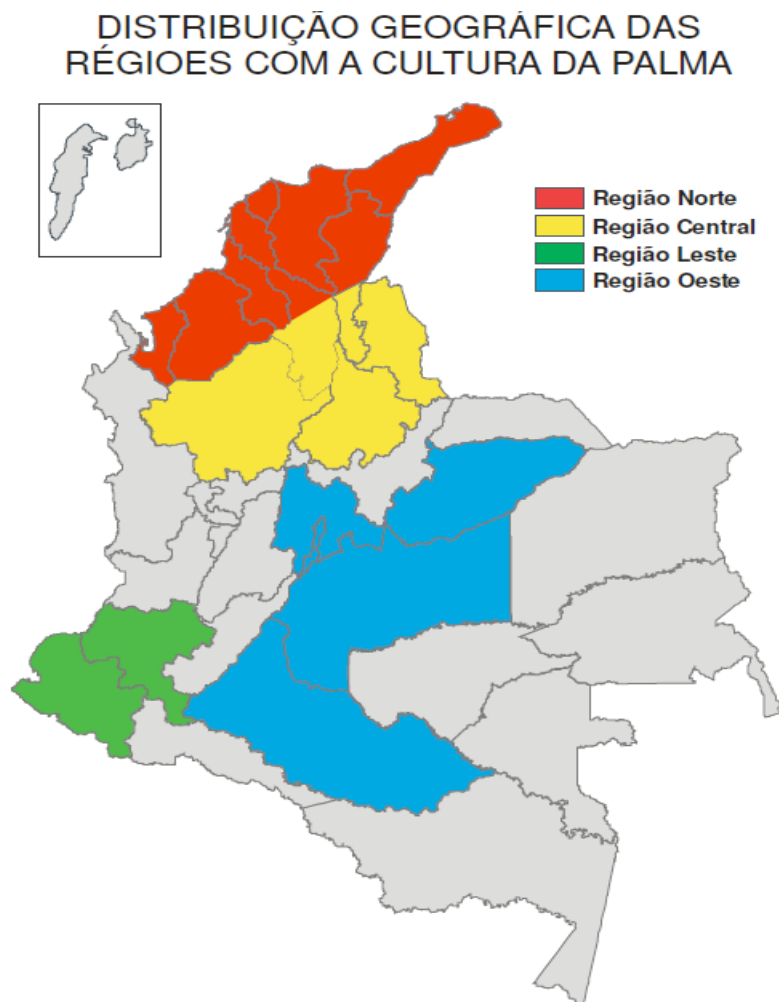 DISTRIBUIÇÃO GEOGRÁFICA DAS
RÉGIOES COM A CULTURA DA PALMA
Região Norte
Região Central
Região Leste
Região Oeste